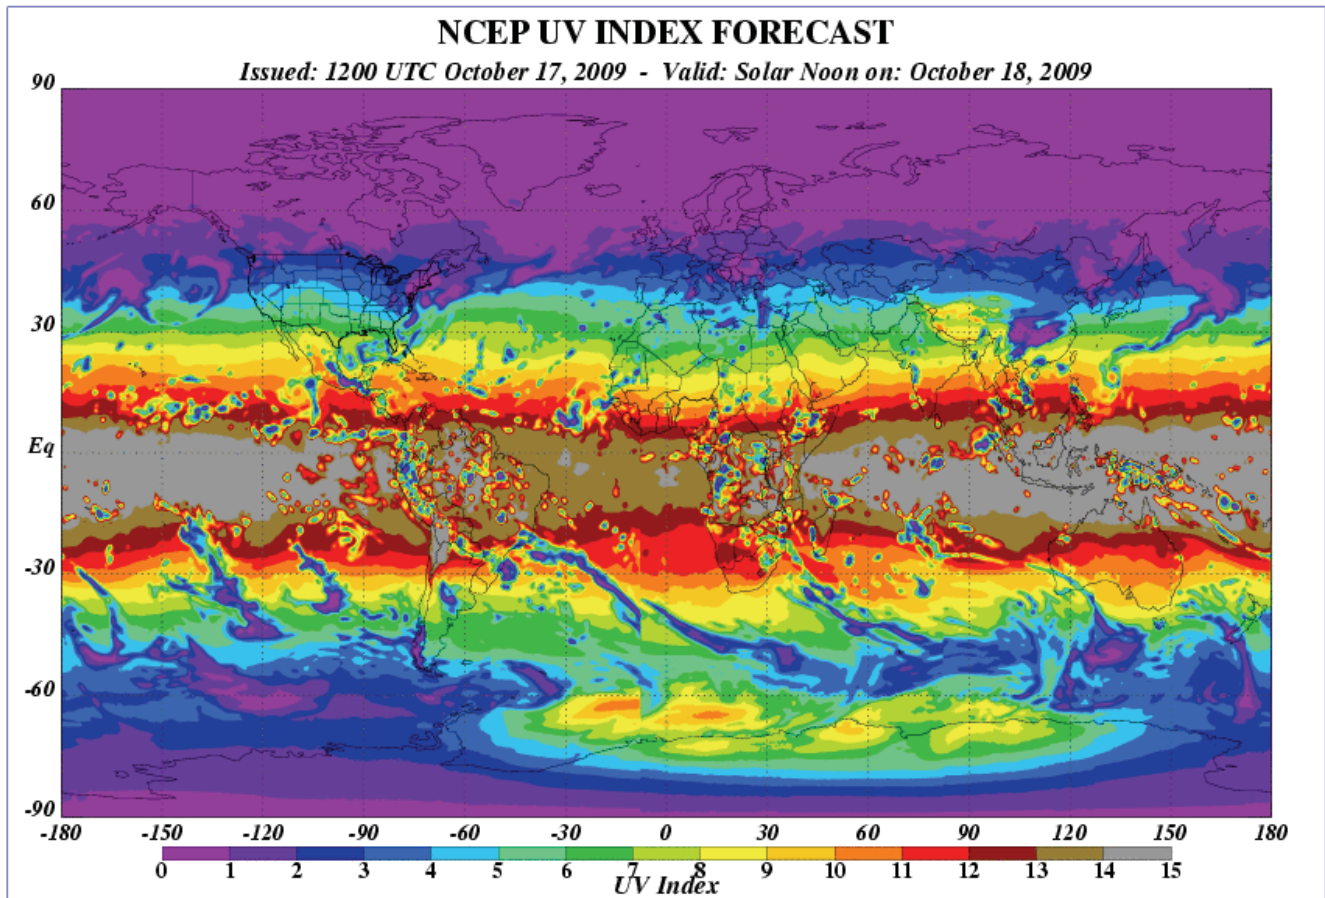 NCEP UV INDEX FORECAST
Issued: 1200 UTC October 17, 2009 - Valid: Solar Noon on: October 18, 2009
90
60
30
Eq
-30
-60
-90
-180 -150 -120 -90 -60 -30 0 30 60 90 120 150 180
0 1 2 3 4 5 6 7 8 9 10 11 12 13 14 15
UV Index